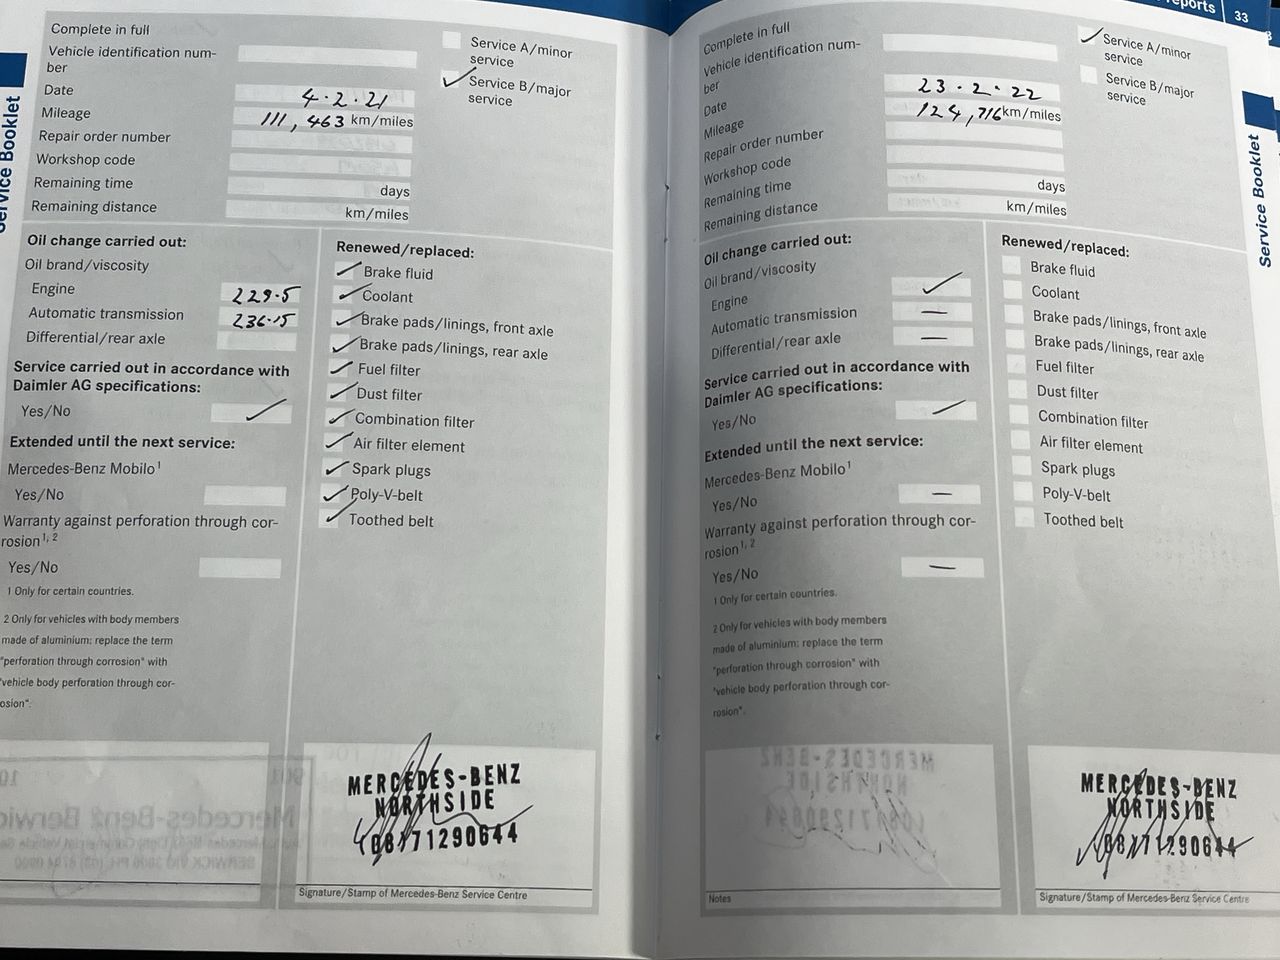 Complete in full
Vehicle identification num-
ber
Date 4·2·21
Mileage 111,463 km/miles
Repair order number
Workshop code
Remaining time days
Remaining distance km/miles
Service A/minor
service
Service B/major
service
Oil change carried out:
Oil brand/viscosity
Engine 229·5
Automatic transmission 236·15
Differential/rear axle
Service carried out in accordance with
Daimler AG specifications:
Yes/No
Extended until the next service:
Mercedes-Benz Mobilo1
Yes/No
Warranty against perforation through cor-
rosion1, 2
Yes/No
1 Only for certain countries.
2 Only for vehicles with body members
made of aluminium: replace the term
"perforation through corrosion" with
"vehicle body perforation through cor-
osion".
Renewed/replaced:
Brake fluid
Coolant
Brake pads/linings, front axle
Brake pads/linings, rear axle
Fuel filter
Dust filter
Combination filter
Air filter element
Spark plugs
Poly-V-belt
Toothed belt
MERCEDES-BENZ
NORTHSIDE
08171290644
Signature/Stamp of Mercedes-Benz Service Centre
Service Booklet
33
Complete in full
Vehicle identification num-
ber
Date 23·2·22
Mileage 124,716 km/miles
Repair order number
Workshop code
Remaining time days
Remaining distance km/miles
Service A/minor
service
Service B/major
service
Oil change carried out:
Oil brand/viscosity
Engine
Automatic transmission —
Differential/rear axle —
Service carried out in accordance with
Daimler AG specifications:
Yes/No
Extended until the next service:
Mercedes-Benz Mobilo1
Yes/No —
Warranty against perforation through cor-
rosion1, 2
Yes/No —
1 Only for certain countries.
2 Only for vehicles with body members
made of aluminium: replace the term
"perforation through corrosion" with
"vehicle body perforation through cor-
rosion".
Notes
Renewed/replaced:
Brake fluid
Coolant
Brake pads/linings, front axle
Brake pads/linings, rear axle
Fuel filter
Dust filter
Combination filter
Air filter element
Spark plugs
Poly-V-belt
Toothed belt
MERCEDES-BENZ
NORTHSIDE
08171290644
Signature/Stamp of Mercedes-Benz Service Centre
Service Booklet